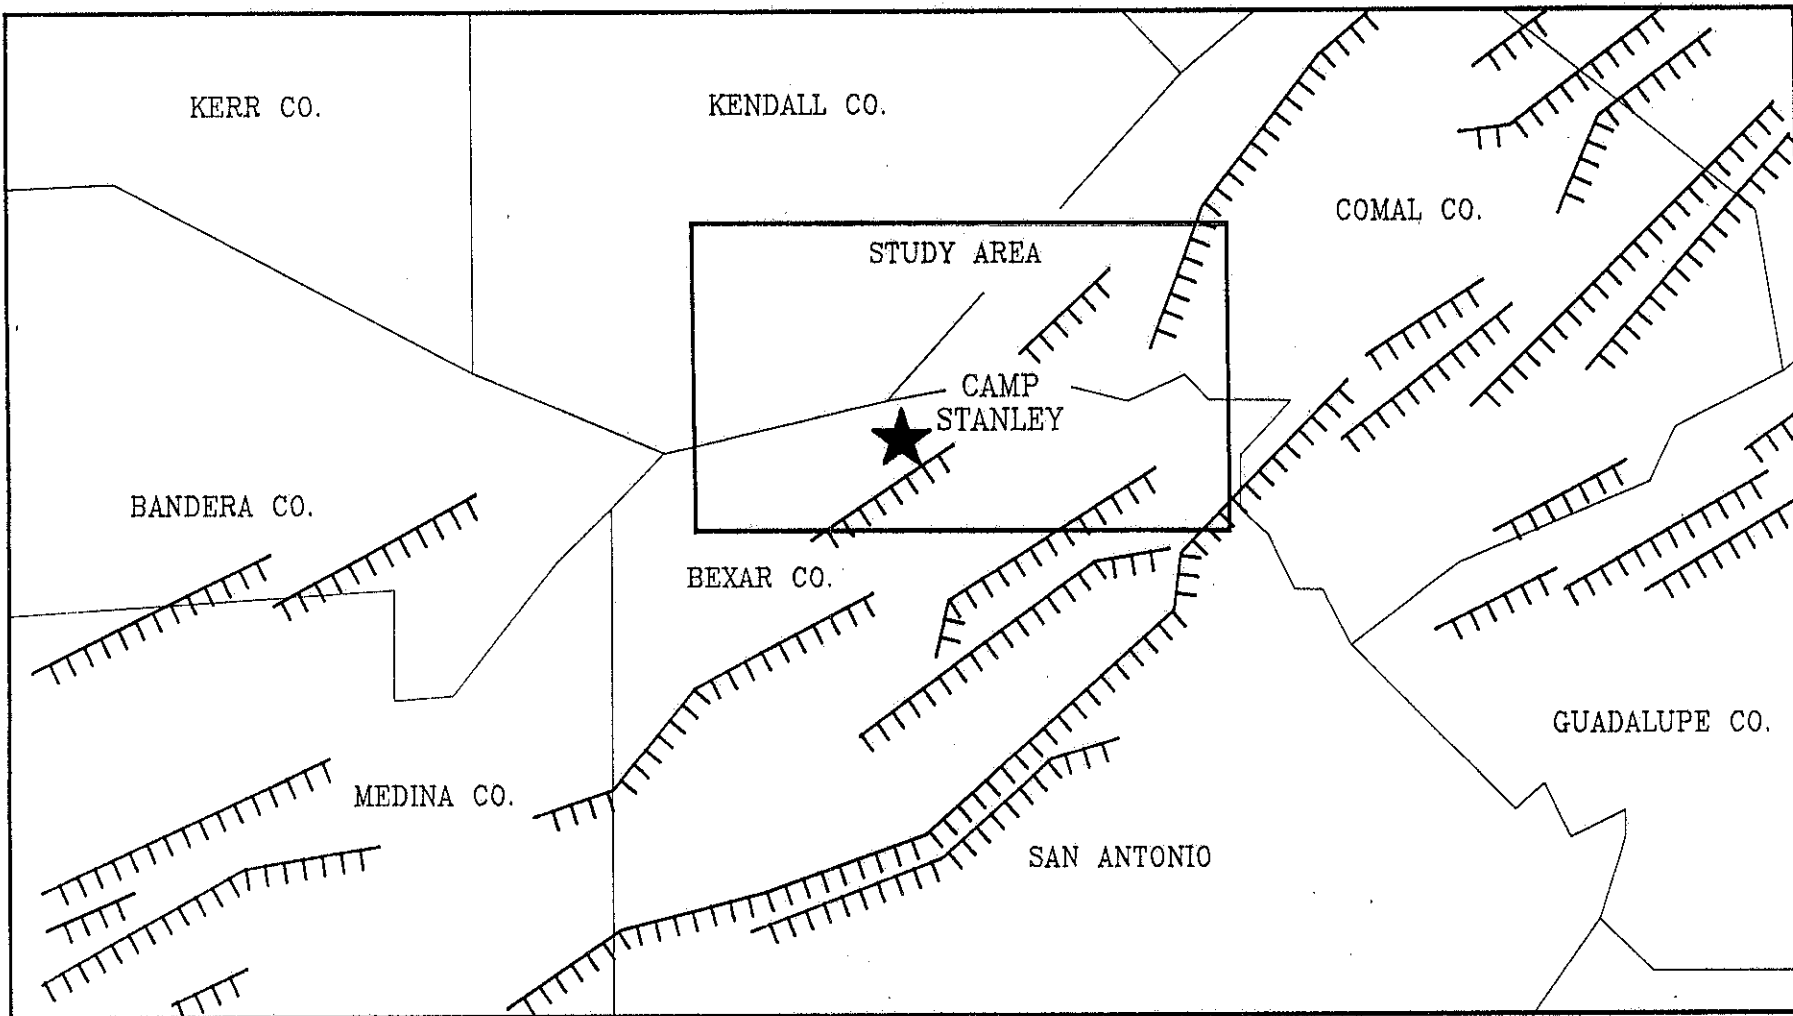 KERR CO.
KENDALL CO.
COMAL CO.
STUDY AREA
CAMP
STANLEY
BANDERA CO.
BEXAR CO.
GUADALUPE CO.
MEDINA CO.
SAN ANTONIO